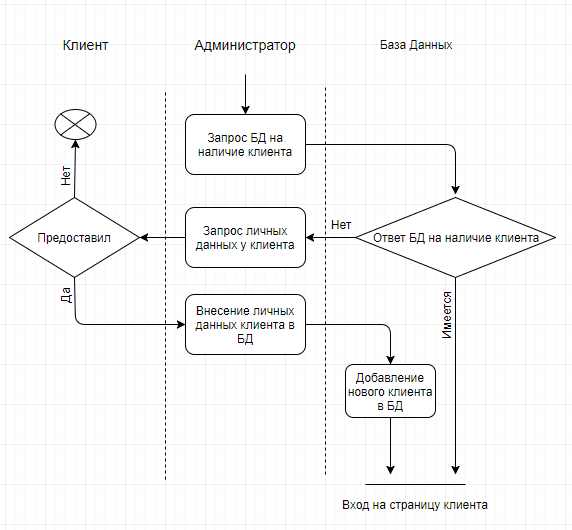 Клиент
Администратор
База Данных
Запрос БД на
наличие клиента
Нет
Предоставил
Запрос личных
данных у клиента
Нет
Ответ БД на наличие клиента
Да
Внесение личных
данных клиента в
БД
Имеется
Добавление
нового клиента
в БД
Вход на страницу клиента